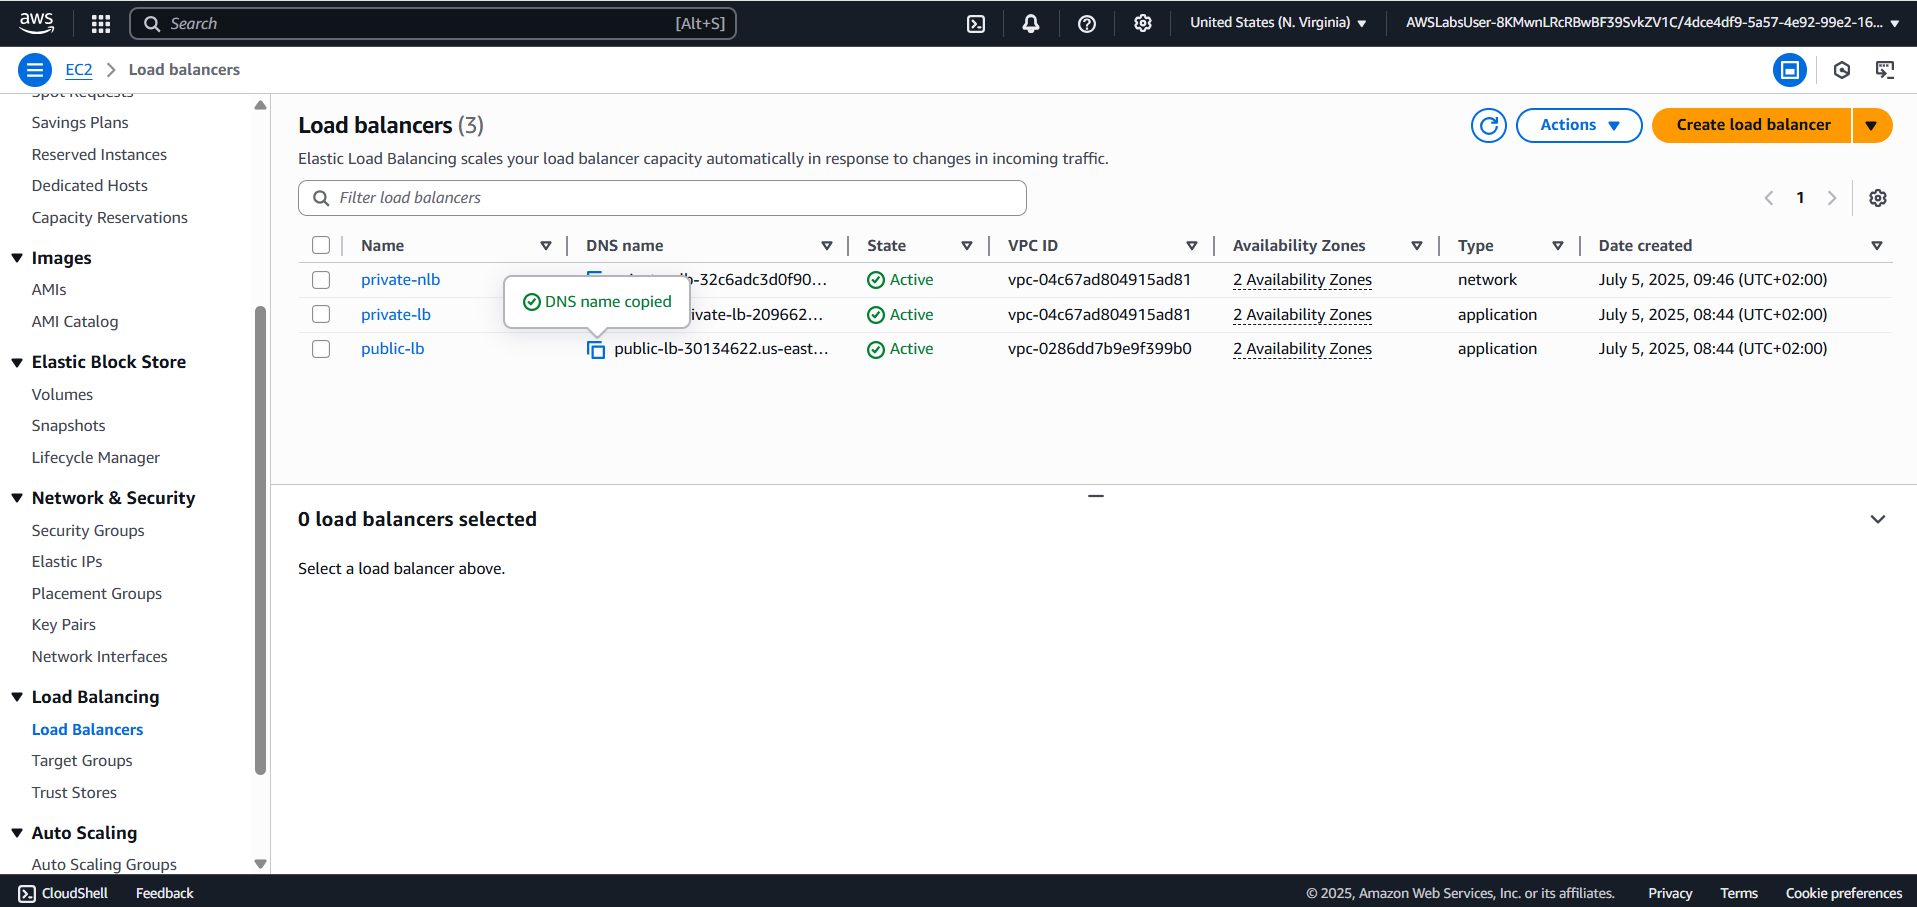 aws
Search [Alt+S]
United States (N. Virginia)
AWSLabsUser-8KMwnLRcRBwBF39SvkZV1C/4dce4df9-5a57-4e92-99e2-16...
EC2 > Load balancers
Spot Requests
Savings Plans
Reserved Instances
Dedicated Hosts
Capacity Reservations
Images
AMIs
AMI Catalog
Elastic Block Store
Volumes
Snapshots
Lifecycle Manager
Network & Security
Security Groups
Elastic IPs
Placement Groups
Key Pairs
Network Interfaces
Load Balancing
Load Balancers
Target Groups
Trust Stores
Auto Scaling
Auto Scaling Groups
Load balancers (3)
Actions
Create load balancer
Elastic Load Balancing scales your load balancer capacity automatically in response to changes in incoming traffic.
Filter load balancers
1
Name DNS name State VPC ID Availability Zones Type Date created
private-nlb b-32c6adc3d0f90... Active vpc-04c67ad804915ad81 2 Availability Zones network July 5, 2025, 09:46 (UTC+02:00)
DNS name copied
private-lb ivate-lb-209662... Active vpc-04c67ad804915ad81 2 Availability Zones application July 5, 2025, 08:44 (UTC+02:00)
public-lb public-lb-30134622.us-east... Active vpc-0286dd7b9e9f399b0 2 Availability Zones application July 5, 2025, 08:44 (UTC+02:00)
0 load balancers selected
Select a load balancer above.
CloudShell Feedback
© 2025, Amazon Web Services, Inc. or its affiliates. Privacy Terms Cookie preferences